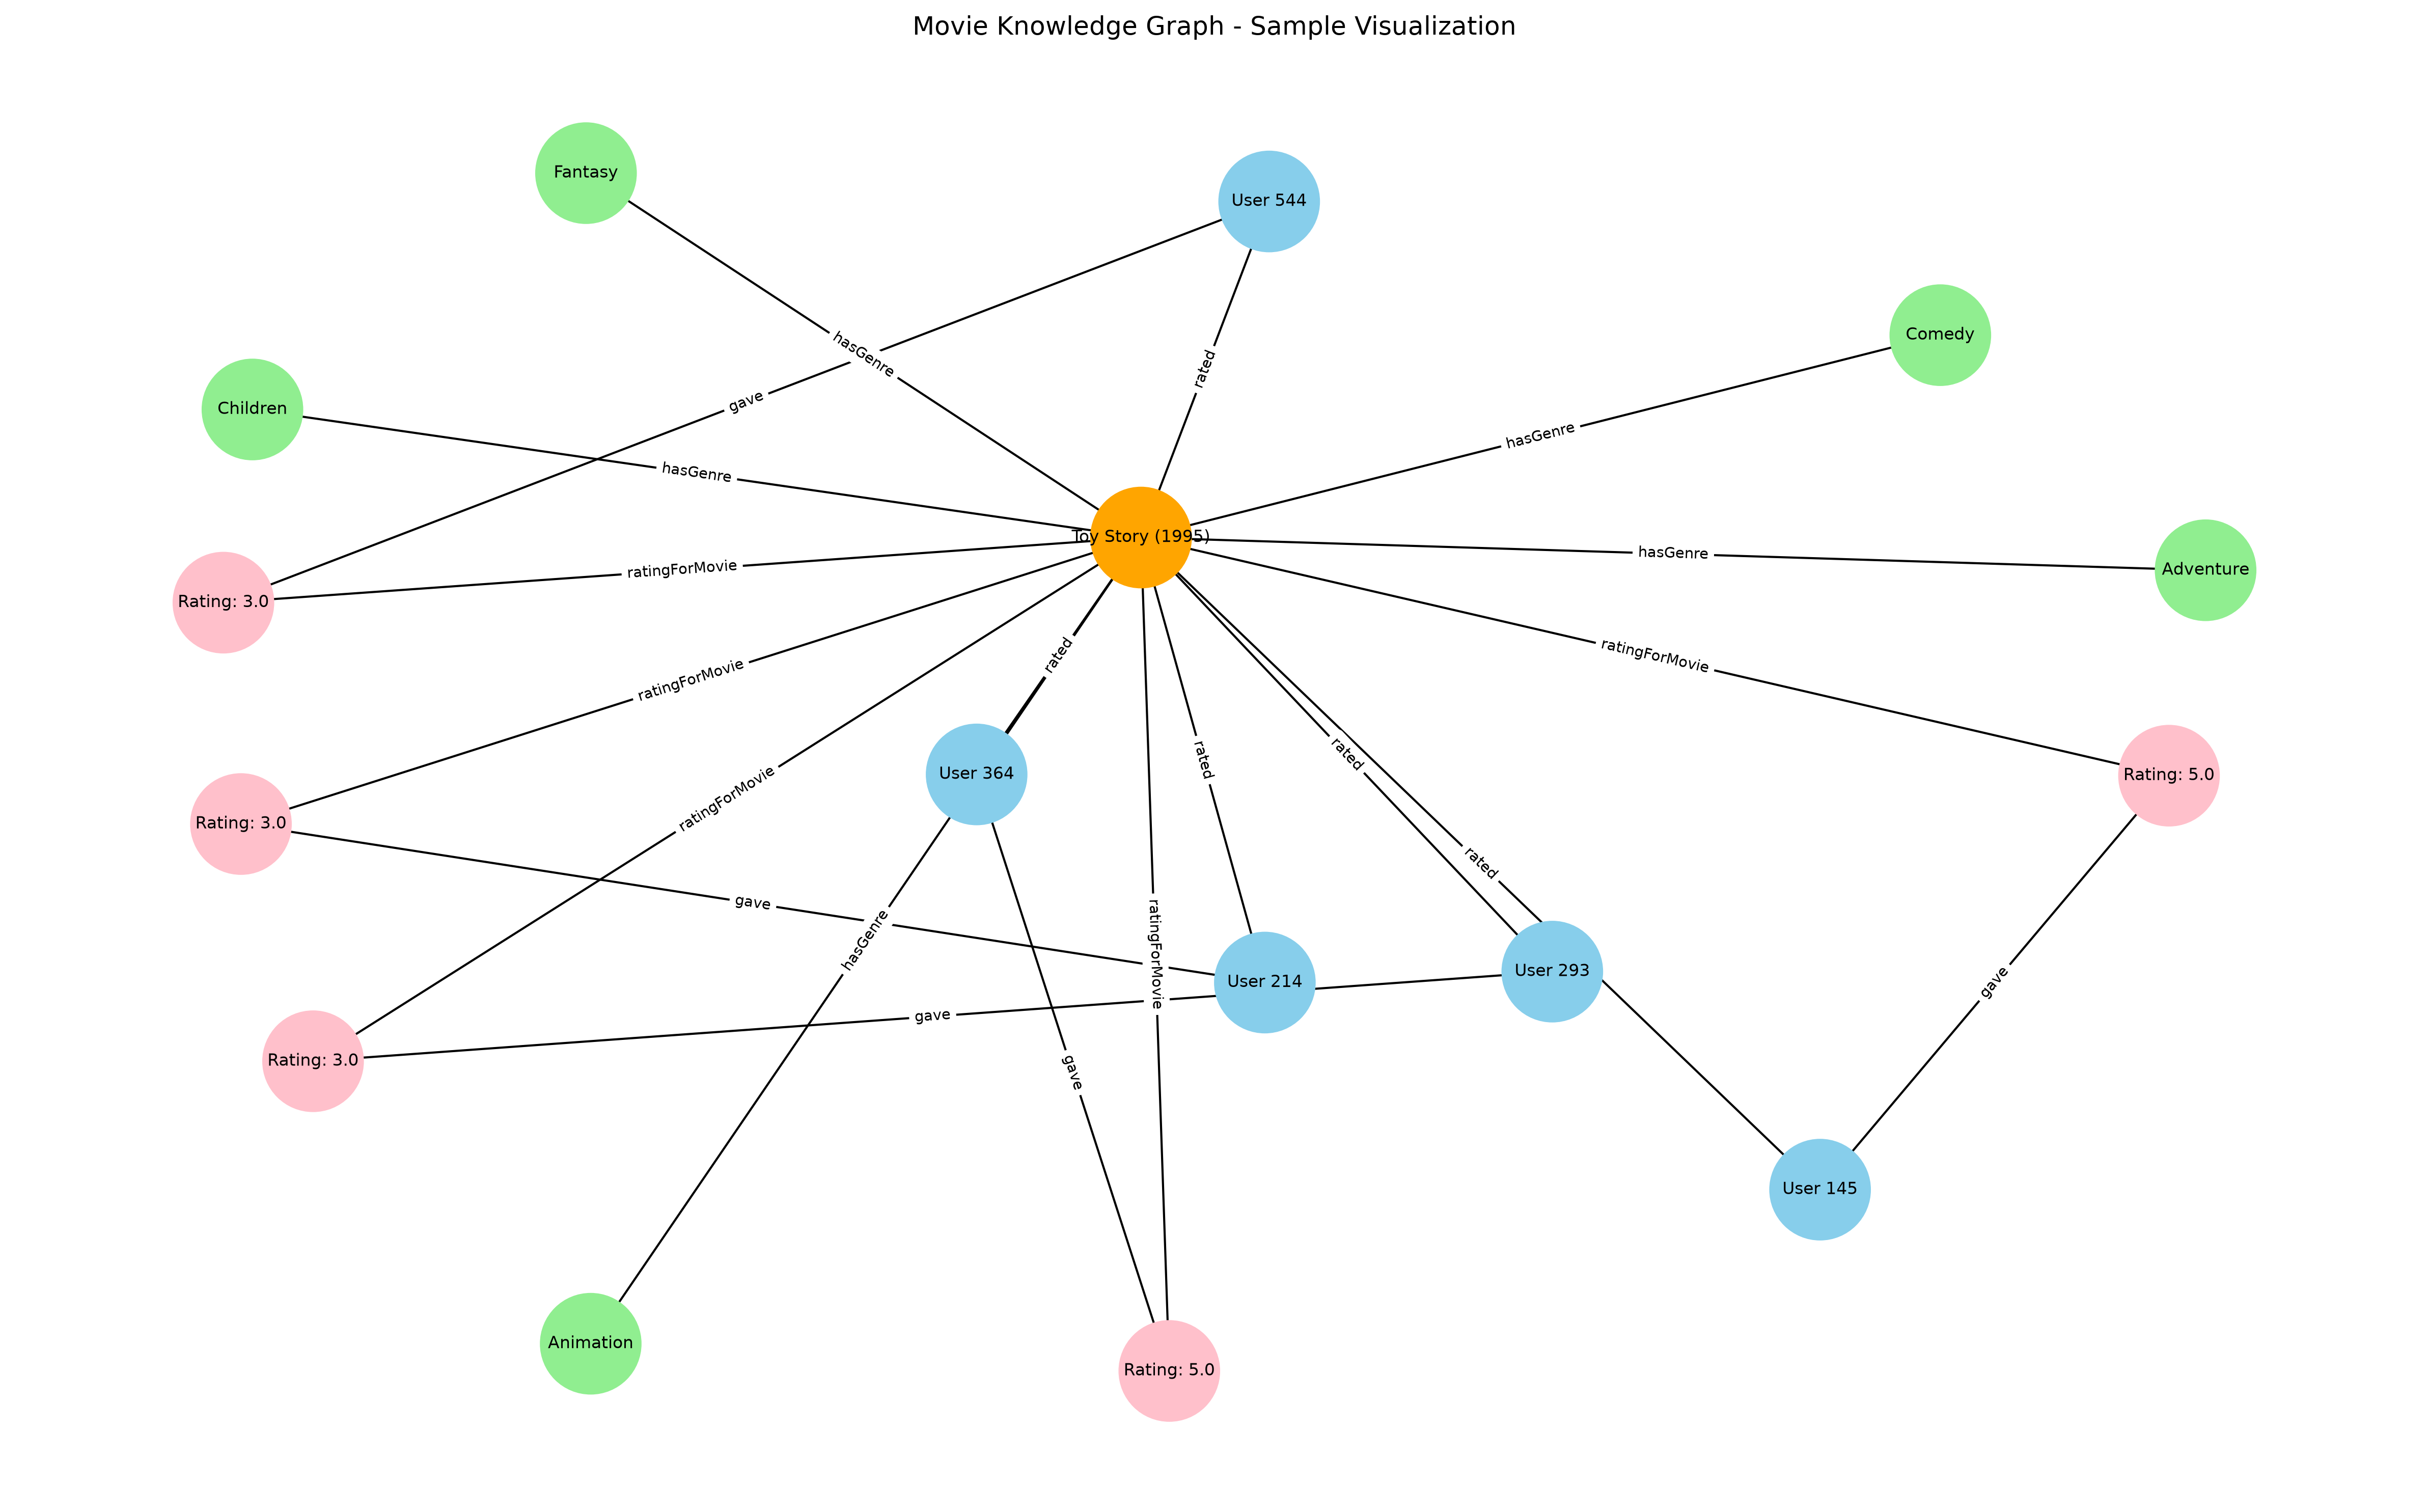 Movie Knowledge Graph - Sample Visualization
Fantasy
User 544
Comedy
hasGenre
rated
Children
gave
hasGenre
hasGenre
Toy Story (1995)
hasGenre
Adventure
ratingForMovie
Rating: 3.0
rated
ratingForMovie
ratingForMovie
rated
rated
User 364
Rating: 5.0
ratingForMovie
Rating: 3.0
rated
gave
hasGenre
ratingForMovie
User 214
User 293
gave
gave
Rating: 3.0
gave
User 145
Animation
Rating: 5.0